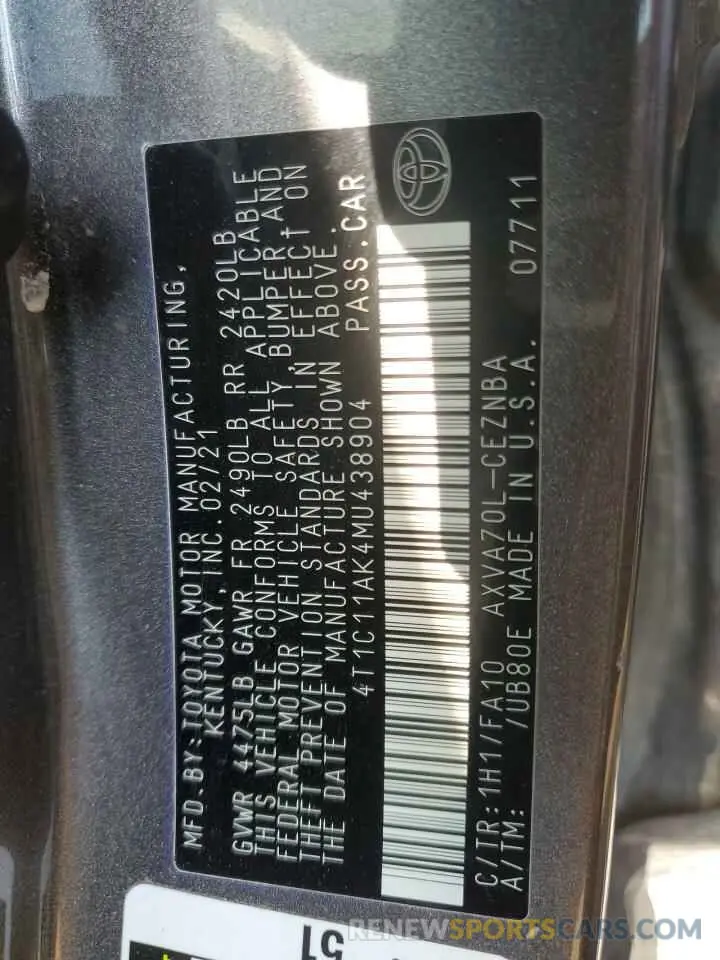 MFD. BY: TOYOTA MOTOR MANUFACTURING,
KENTUCKY, INC. 02/21
GVWR 4475LB GAWR FR 2490LB RR 2420LB
THIS VEHICLE CONFORMS TO ALL APPLICABLE
FEDERAL MOTOR VEHICLE SAFETY, BUMPER, AND
THEFT PREVENTION STANDARDS IN EFFECT ON
THE DATE OF MANUFACTURE SHOWN ABOVE.
4T1C11AK4MU438904 PASS.CAR
C/TR:1H1/FA10 AXVA70L-CEZNBA 07711
A/TM: /UB80E MADE IN U.S.A.
51
RENEWSPORTSCARS.COM